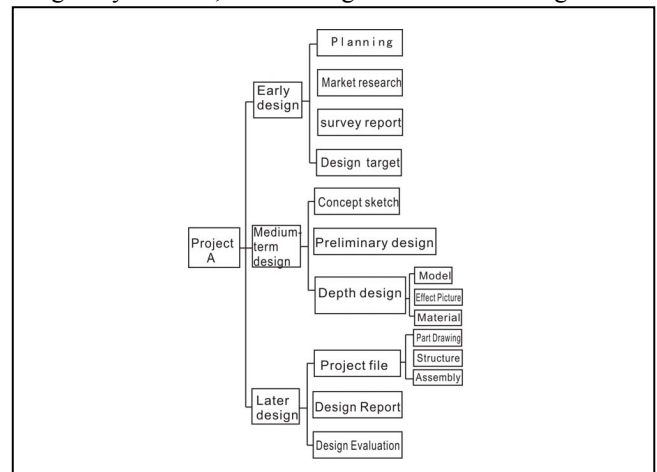 Planning
Market research
Early
design
survey report
Design target
Concept sketch
Medium-
term
design
Project
A
Preliminary design
Depth design
Model
Effect Picture
Material
Project file
Part Drawing
Structure
Assembly
Later
design
Design Report
Design Evaluation